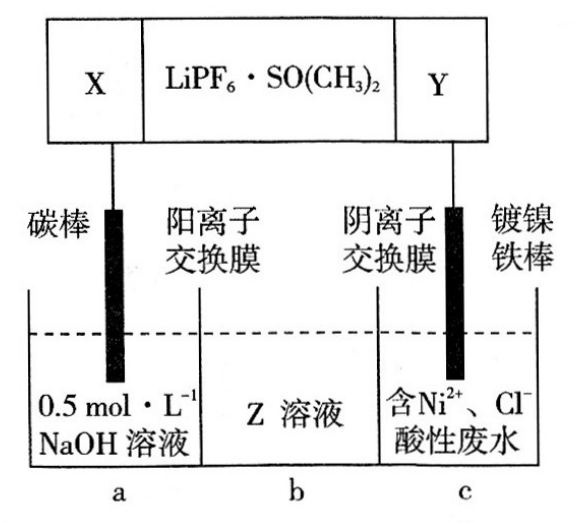 X
LiPF₆·SO(CH₃)₂
Y
碳棒
阳离子
交换膜
阴离子
交换膜
镀镍
铁棒
0.5 mol·L⁻¹
NaOH 溶液
Z 溶液
含Ni²⁺、Cl⁻
酸性废水
a
b
c